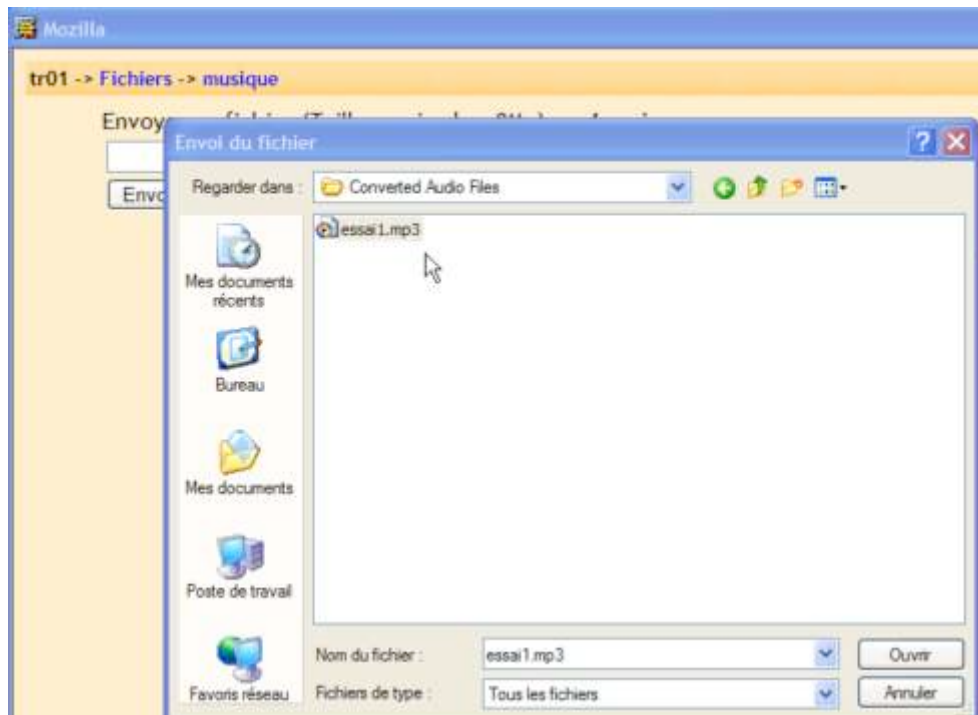 Mozilla
tr01 -> Fichiers -> musique
Envoy
Envoi du fichier
Envo
Regarder dans :
Converted Audio Files
essai1.mp3
Mes documents
récents
Bureau
Mes documents
Poste de travail
Favoris réseau
Nom du fichier :
essai1.mp3
Ouvrir
Fichiers de type :
Tous les fichiers
Annuler